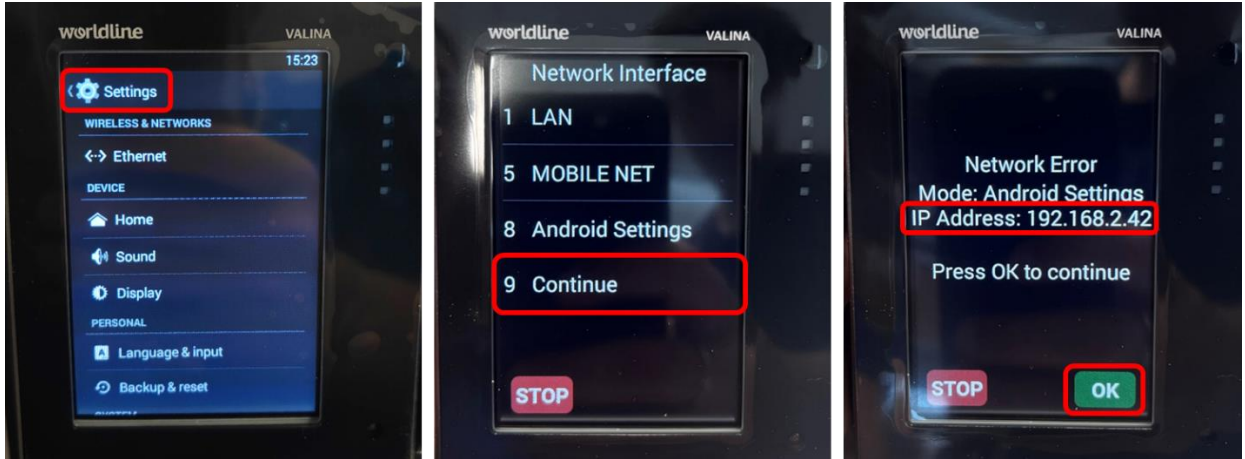 worldline VALINA
15:23
Settings
WIRELESS & NETWORKS
Ethernet
DEVICE
Home
Sound
Display
PERSONAL
Language & input
Backup & reset
SYSTEM
worldline VALINA
Network Interface
1 LAN
5 MOBILE NET
8 Android Settings
9 Continue
STOP
worldline VALINA
Network Error
Mode: Android Settings
IP Address: 192.168.2.42
Press OK to continue
STOP OK